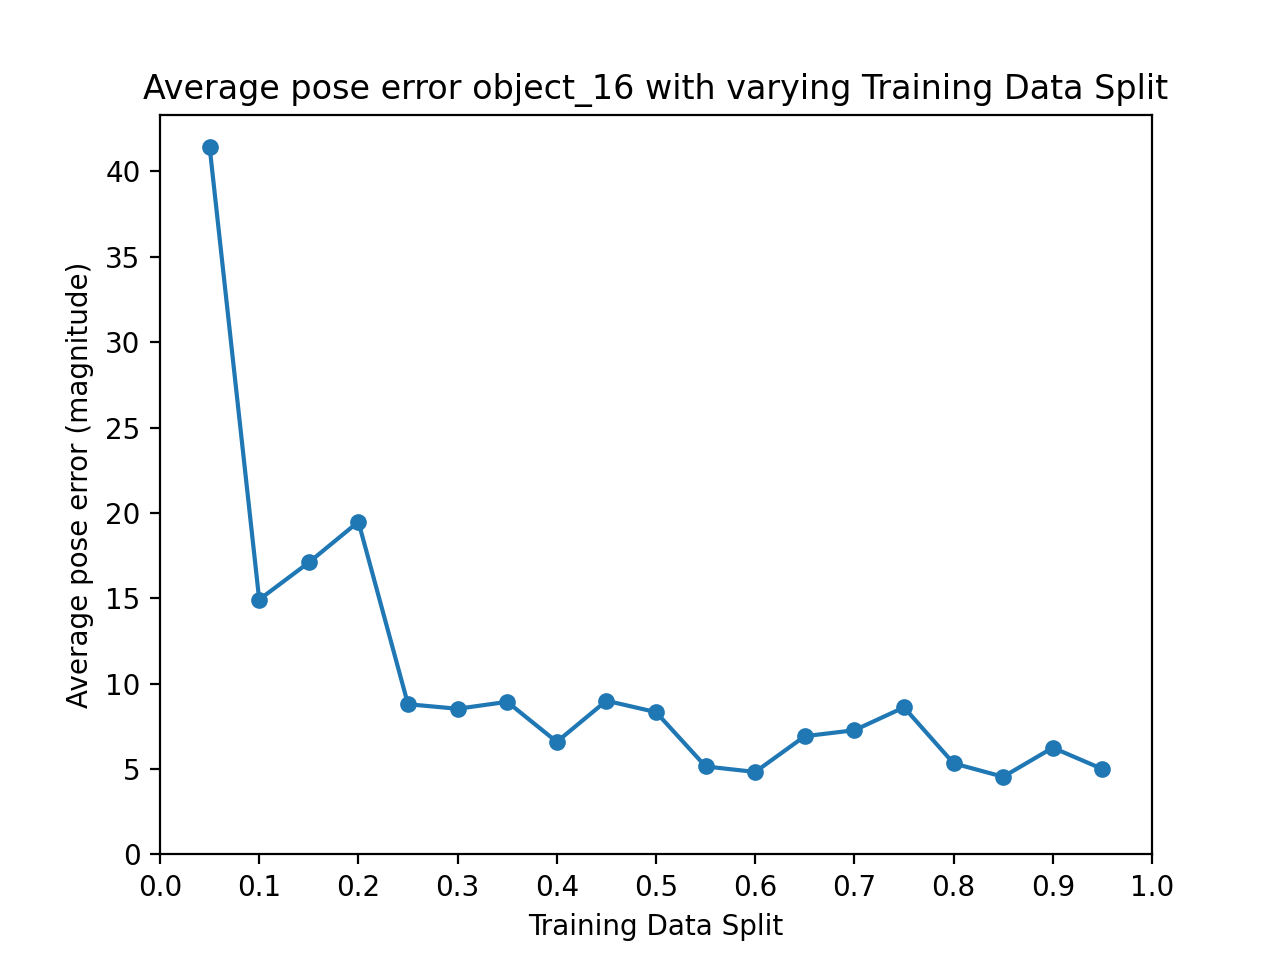 Average pose error object_16 with varying Training Data Split
Average pose error (magnitude)
40
35
30
25
20
15
10
5
0
0.0 0.1 0.2 0.3 0.4 0.5 0.6 0.7 0.8 0.9 1.0
Training Data Split